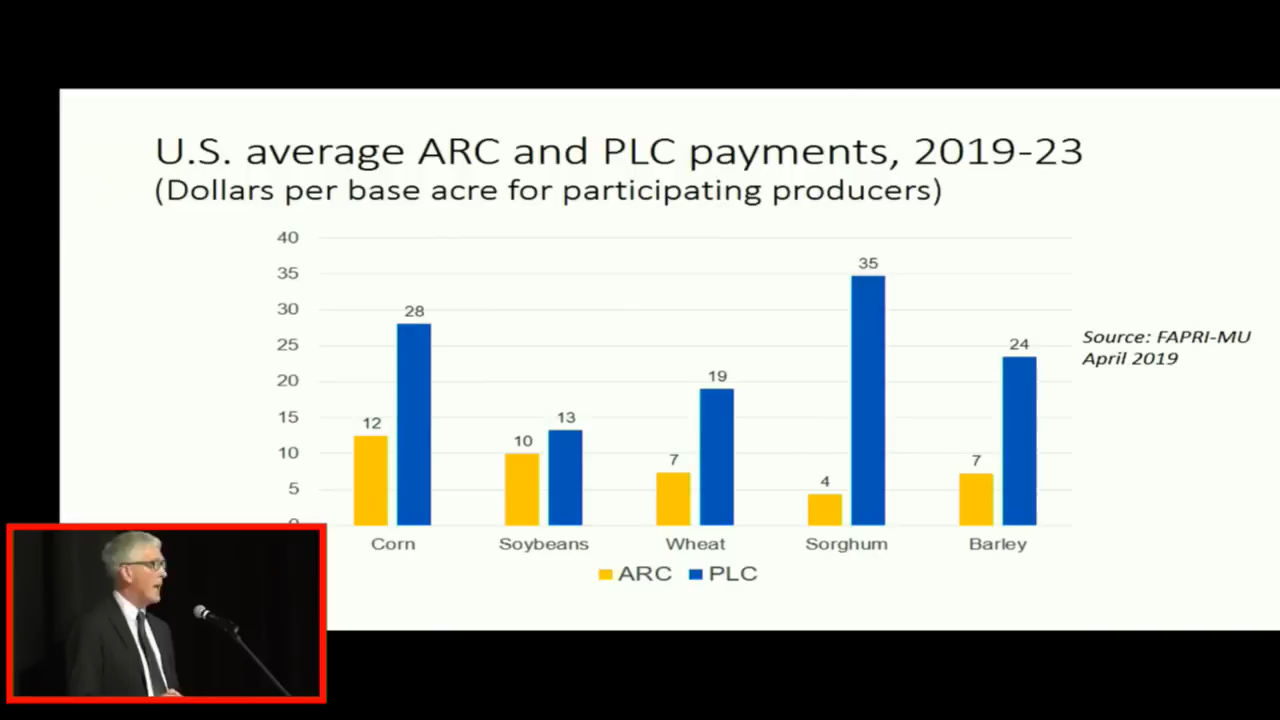 U.S. average ARC and PLC payments, 2019-23
(Dollars per base acre for participating producers)
40
35
30
25
20
15
10
5
0
12
28
10
13
7
19
4
35
7
24
Corn
Soybeans
Wheat
Sorghum
Barley
ARC
PLC
Source: FAPRI-MU
April 2019